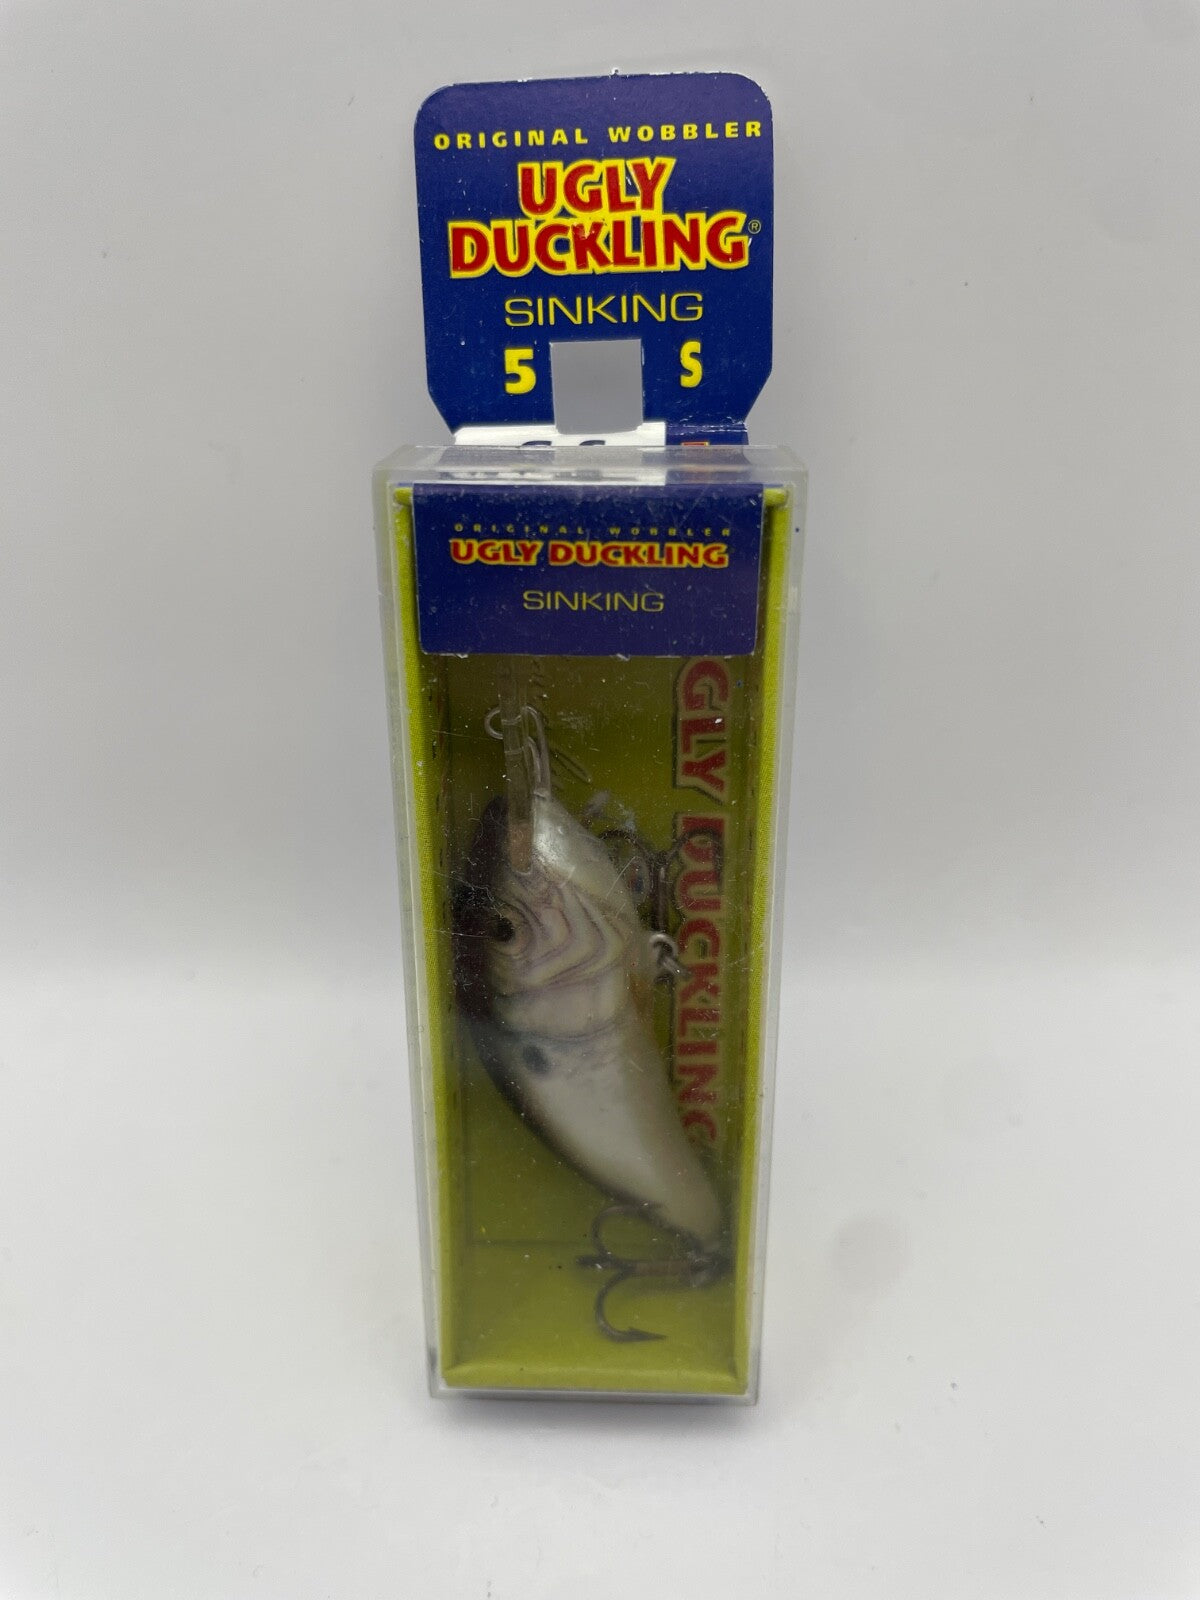 ORIGINAL WOBBLER
UGLY
DUCKLING®
SINKING
5 S
ORIGINAL WOBBLER
UGLY DUCKLING
SINKING
GLY DUCKLING